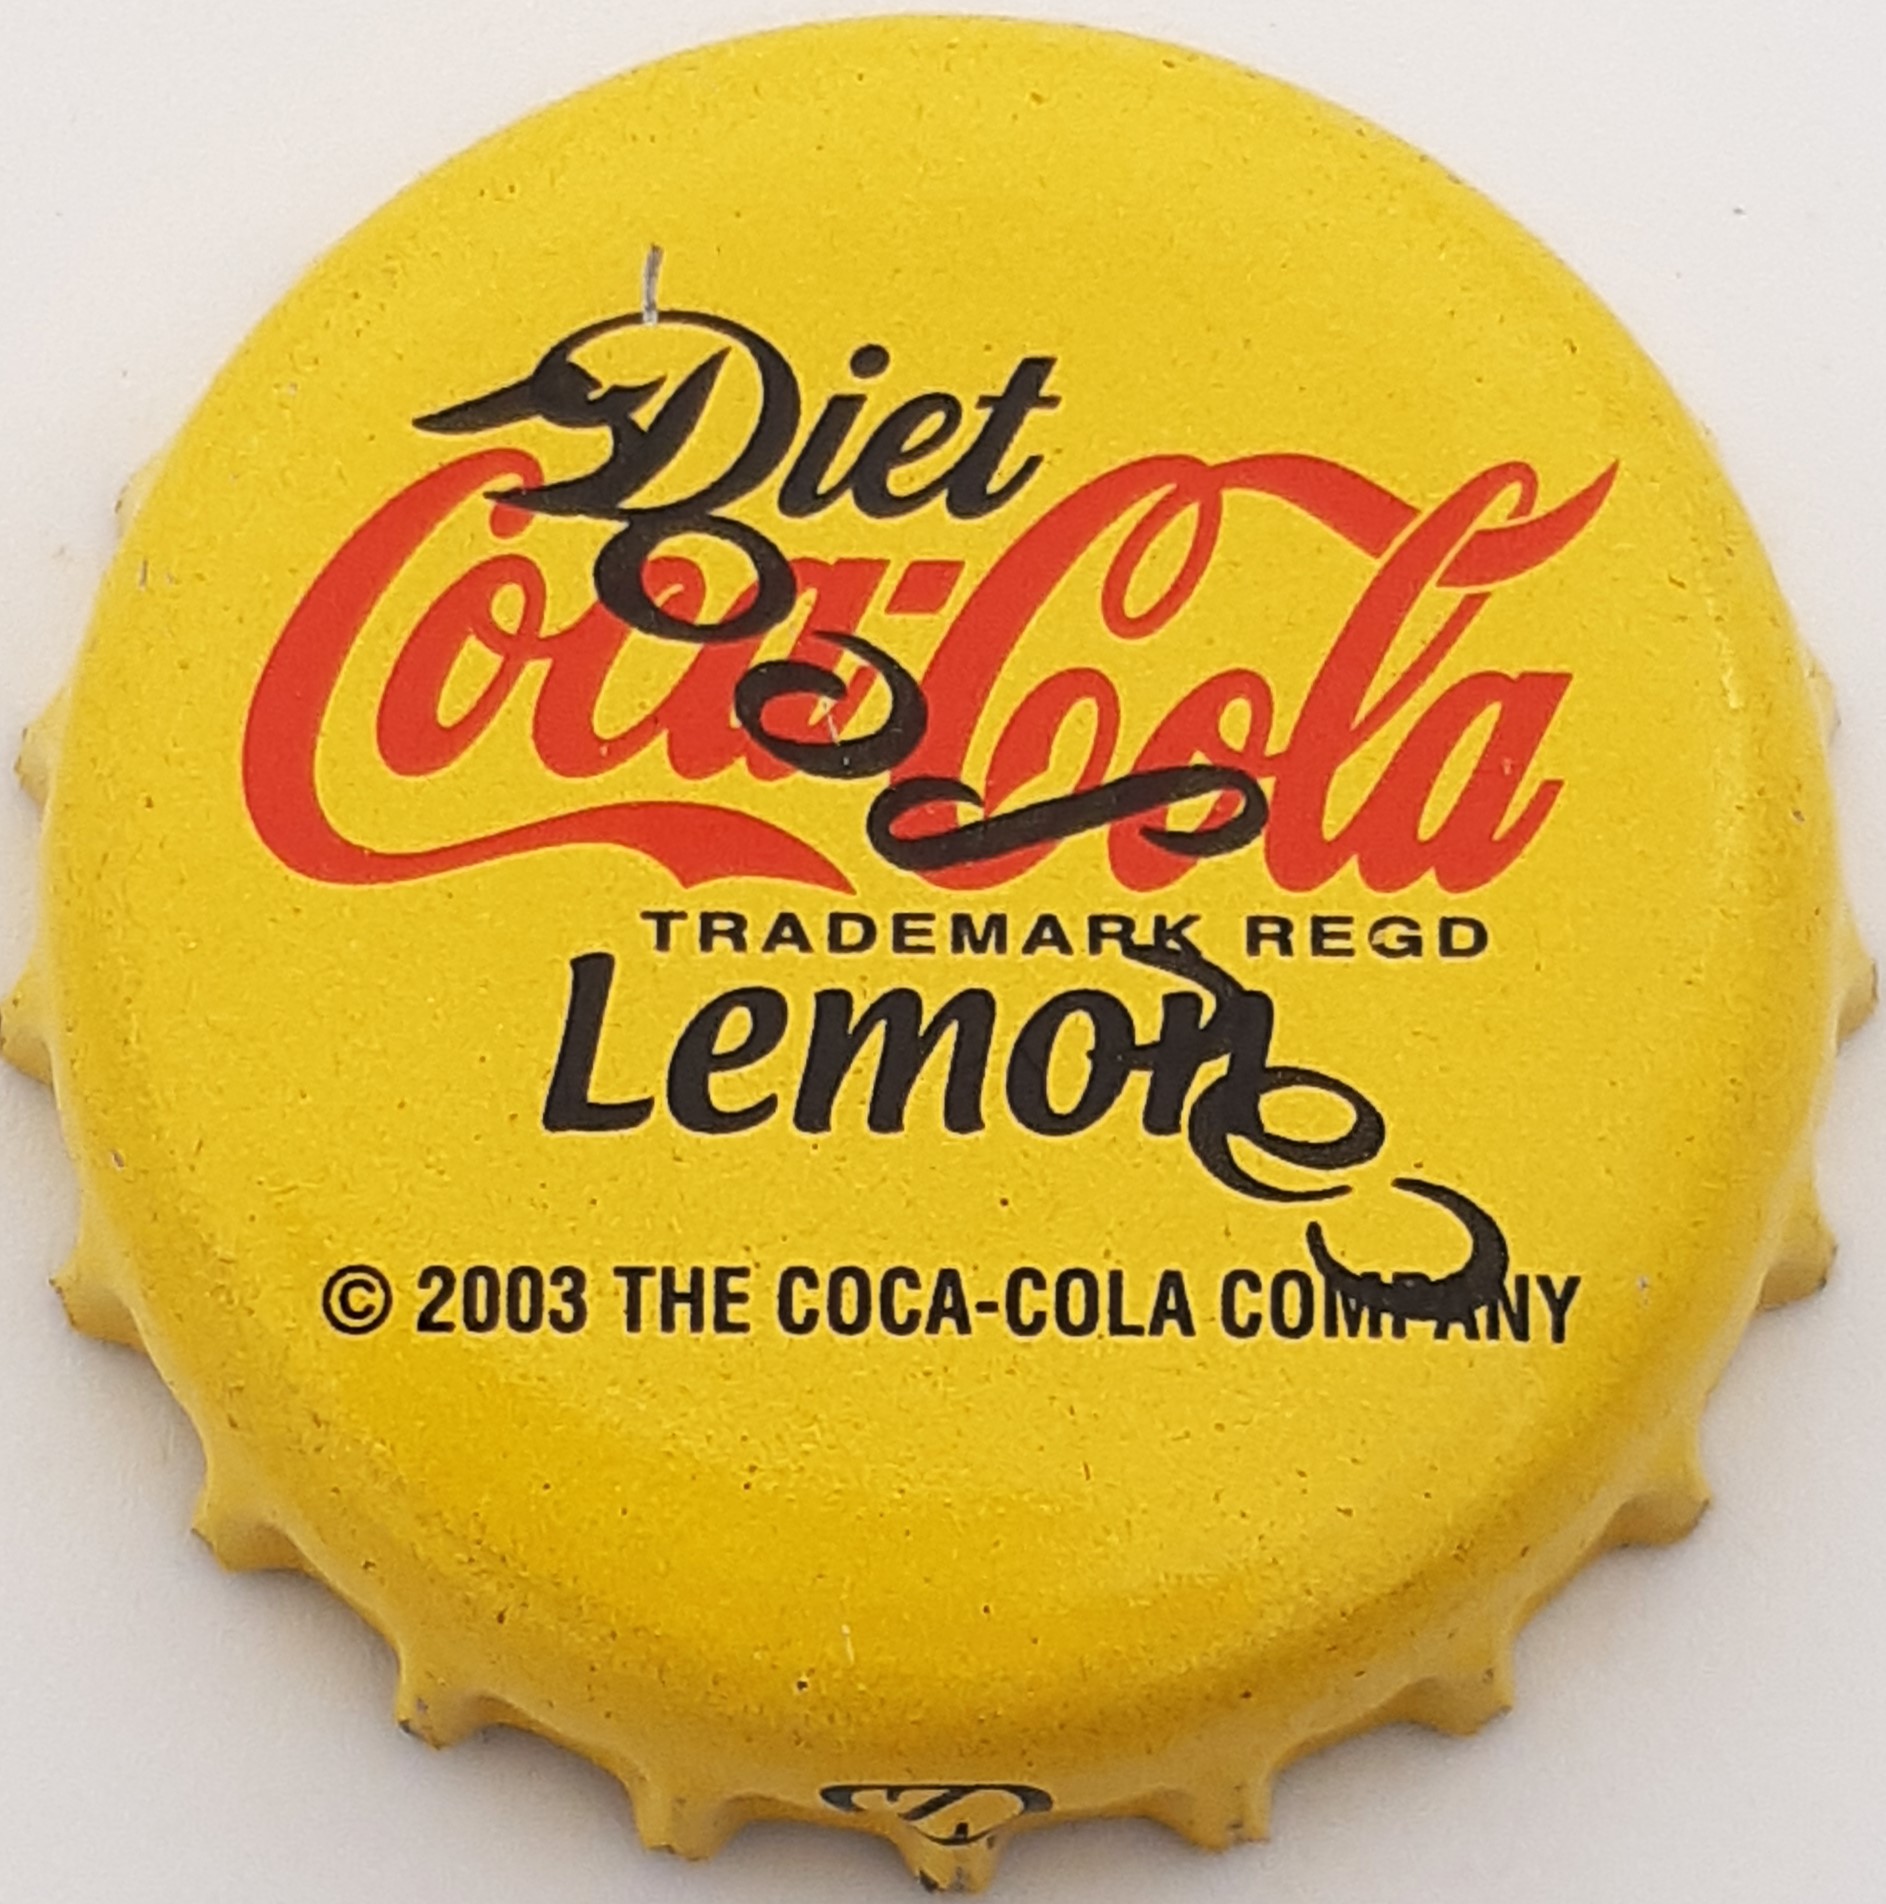 Diet
Coca-Cola
TRADEMARK REGD
Lemon
© 2003 THE COCA-COLA COMPANY